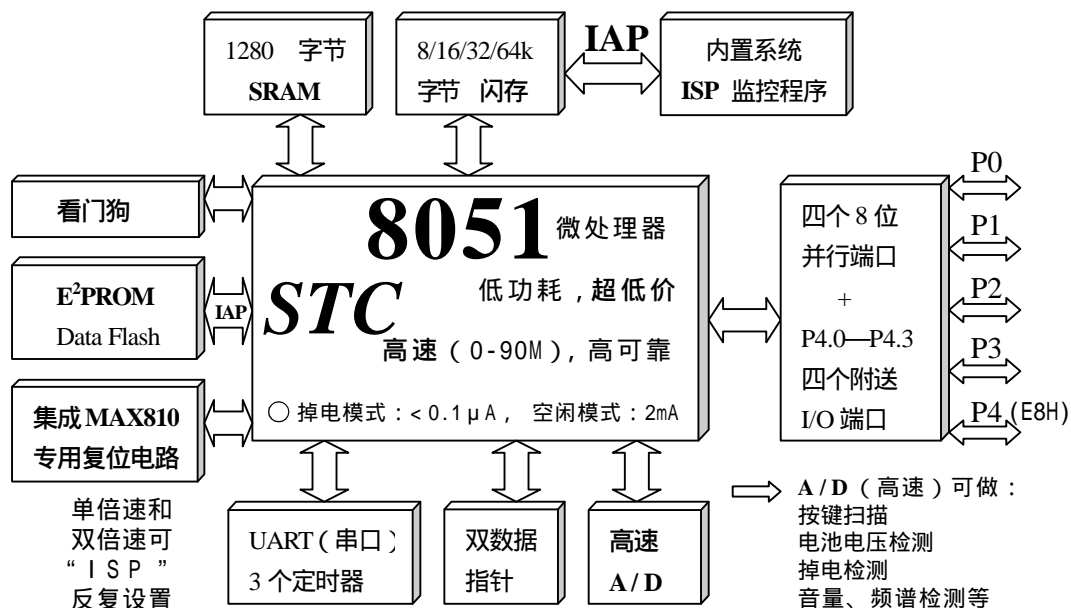 1280 字节
SRAM
8/16/32/64k
字节 闪存
IAP
内置系统
ISP 监控程序
看门狗
E²PROM
Data Flash
IAP
集成MAX810
专用复位电路
单倍速和
双倍速可
“ISP”
反复设置
8051 微处理器
STC 低功耗,超低价
高速(0-90M),高可靠
○掉电模式:<0.1μA, 空闲模式:2mA
UART(串口)
3个定时器
双数据
指针
高速
A/D
四个8位
并行端口
+
P4.0—P4.3
四个附送
I/O端口
P0
P1
P2
P3
P4(E8H)
A/D(高速)可做:
按键扫描
电池电压检测
掉电检测
音量、频谱检测等